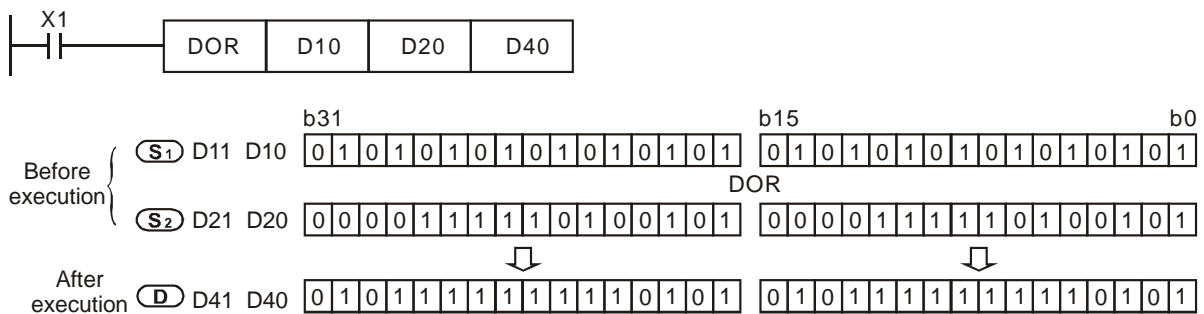 X1
DOR D10 D20 D40
b31 b15 b0
Before execution
S1 D11 D10 0 1 0 1 0 1 0 1 0 1 0 1 0 1 0 1 0 1 0 1 0 1 0 1 0 1 0 1 0 1 0 1
DOR
S2 D21 D20 0 0 0 0 1 1 1 1 1 0 1 0 0 1 0 1 0 0 0 0 1 1 1 1 1 0 1 0 0 1 0 1
After execution
D D41 D40 0 1 0 1 1 1 1 1 1 1 1 1 0 1 0 1 0 1 0 1 1 1 1 1 1 1 1 1 0 1 0 1